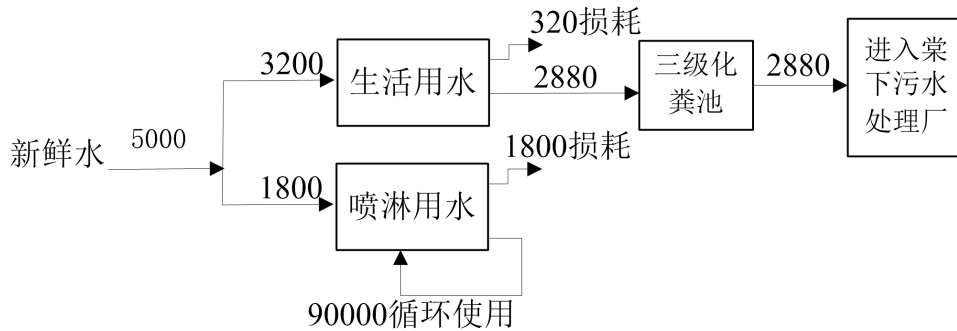 320损耗
3200
生活用水
2880
三级化
粪池
2880
进入棠
下污水
处理厂
新鲜水
5000
1800损耗
1800
喷淋用水
90000循环使用